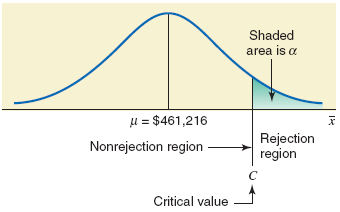 Shaded
area is α
μ = $461,216
x̄
Nonrejection region
Rejection
region
C
Critical value